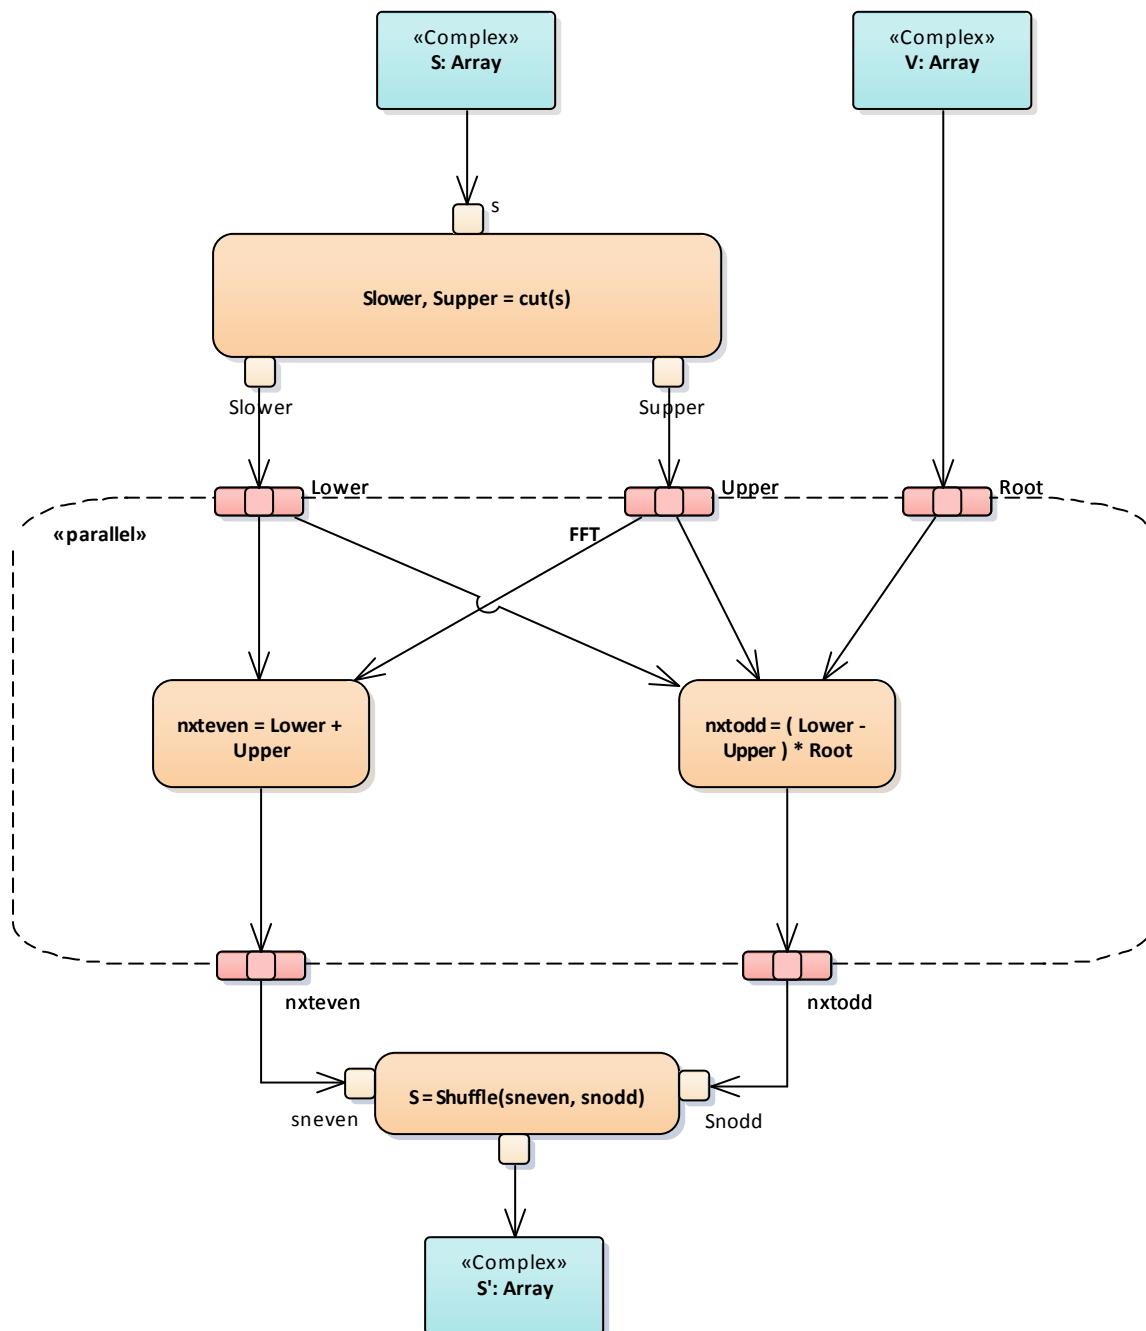 «Complex»
S: Array
«Complex»
V: Array
s
Slower, Supper = cut(s)
Slower
Supper
Lower
Upper
Root
«parallel»
FFT
nxteven = Lower +
Upper
nxtodd = ( Lower -
Upper ) * Root
nxteven
nxtodd
S = Shuffle(sneven, snodd)
sneven
Snodd
«Complex»
S': Array